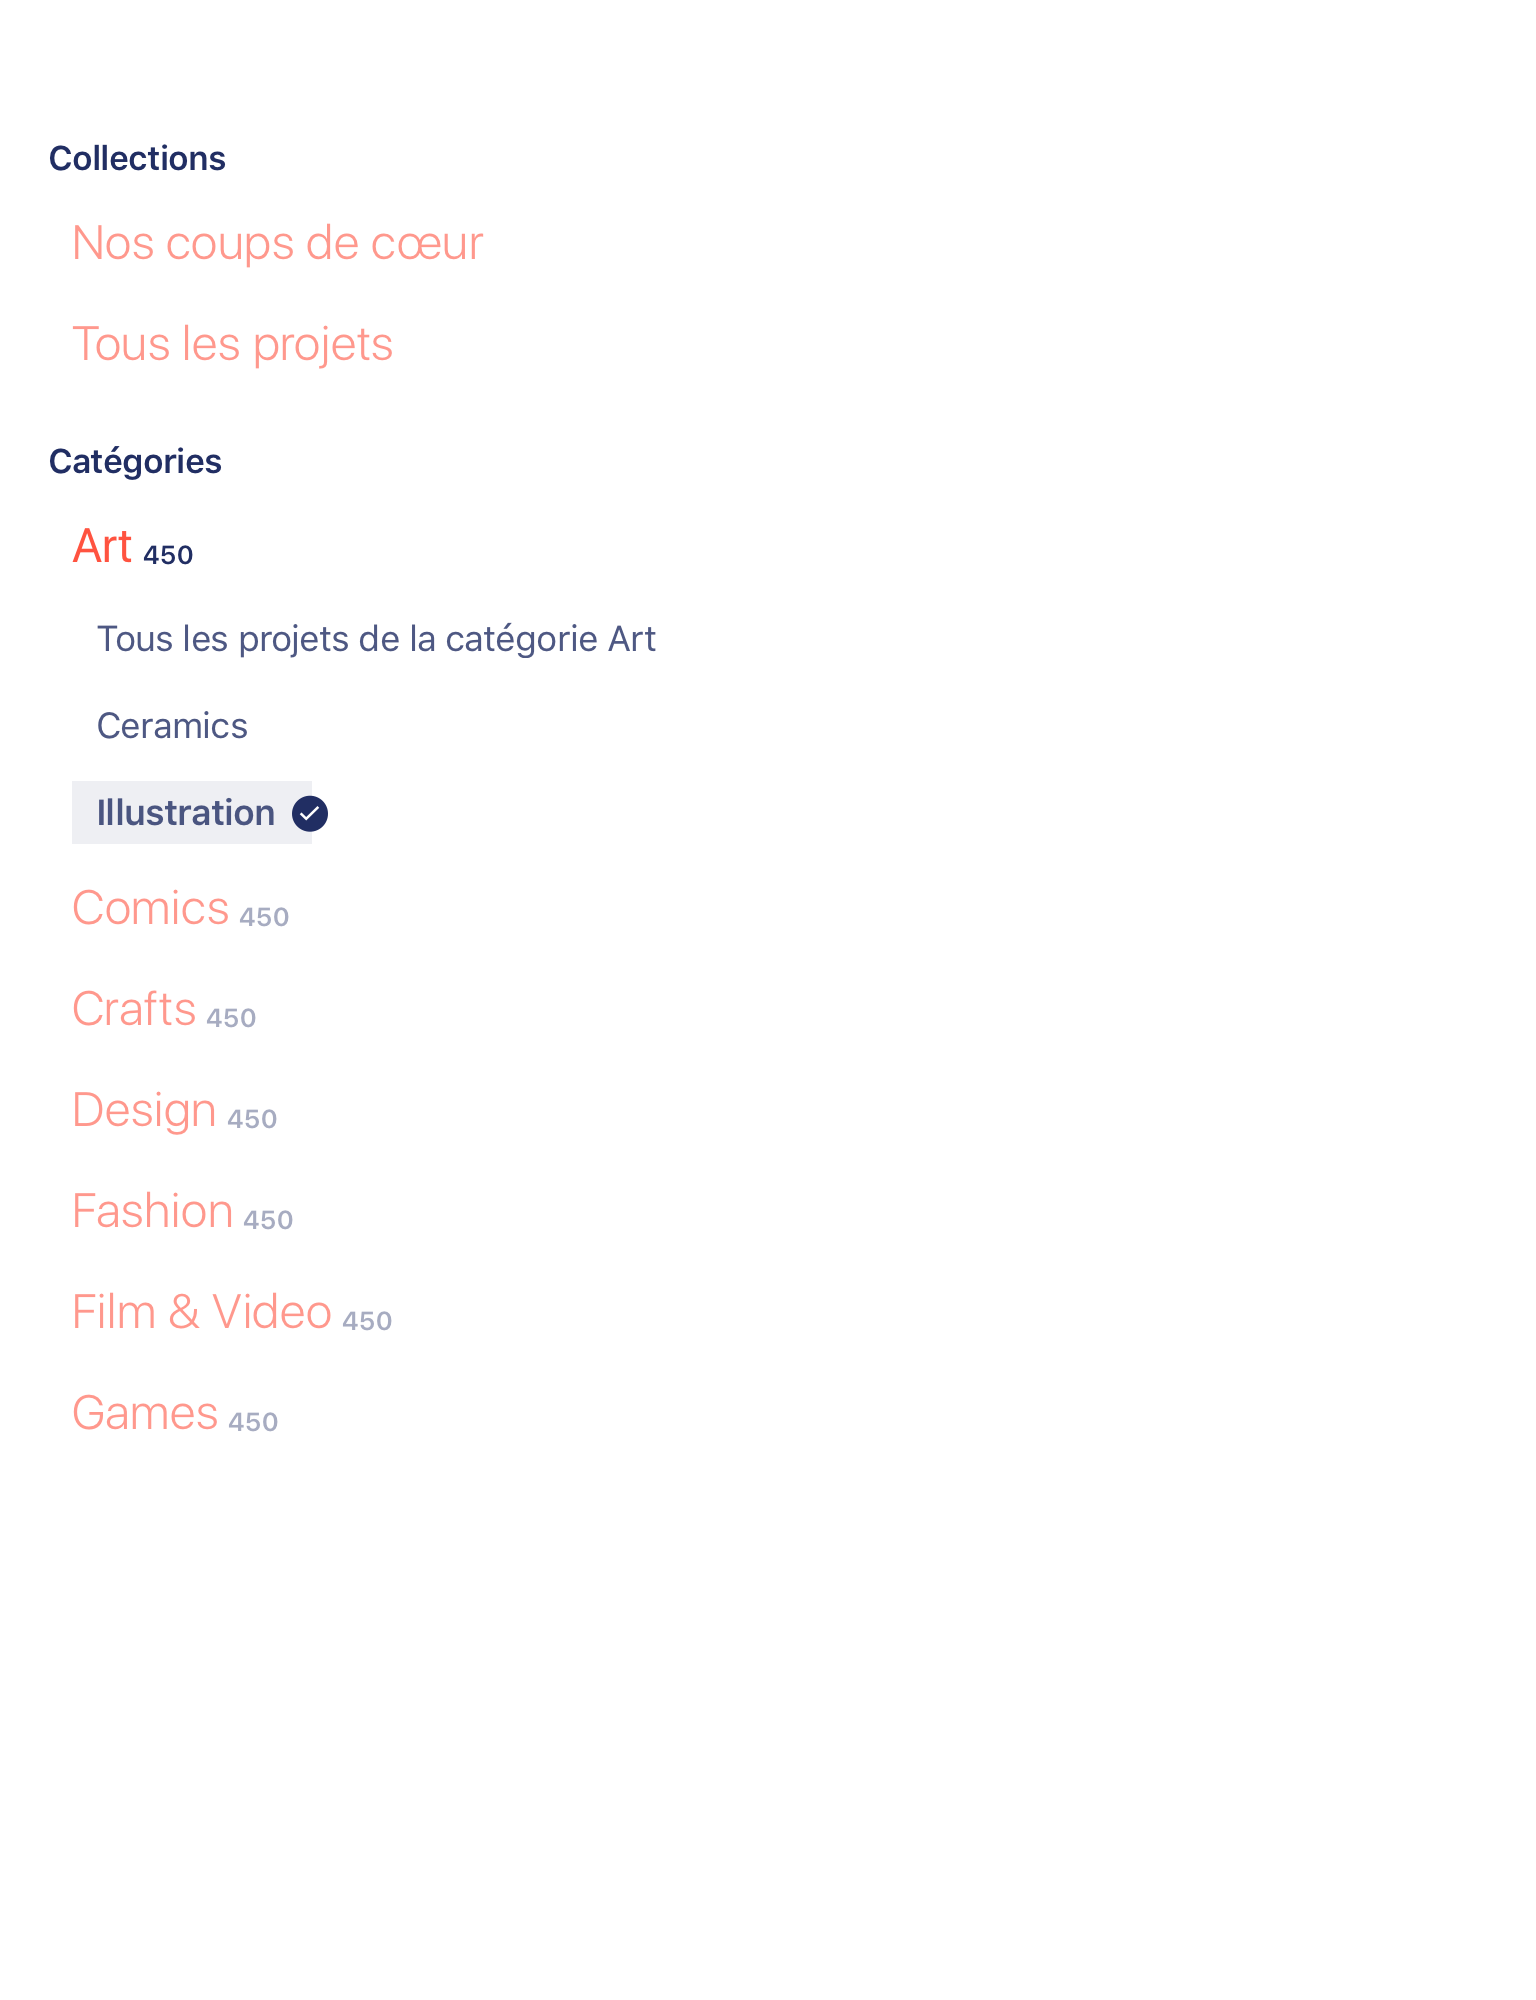 Collections
Nos coups de cœur
Tous les projets
Catégories
Art 450
Tous les projets de la catégorie Art
Ceramics
Illustration
Comics 450
Crafts 450
Design 450
Fashion 450
Film & Video 450
Games 450